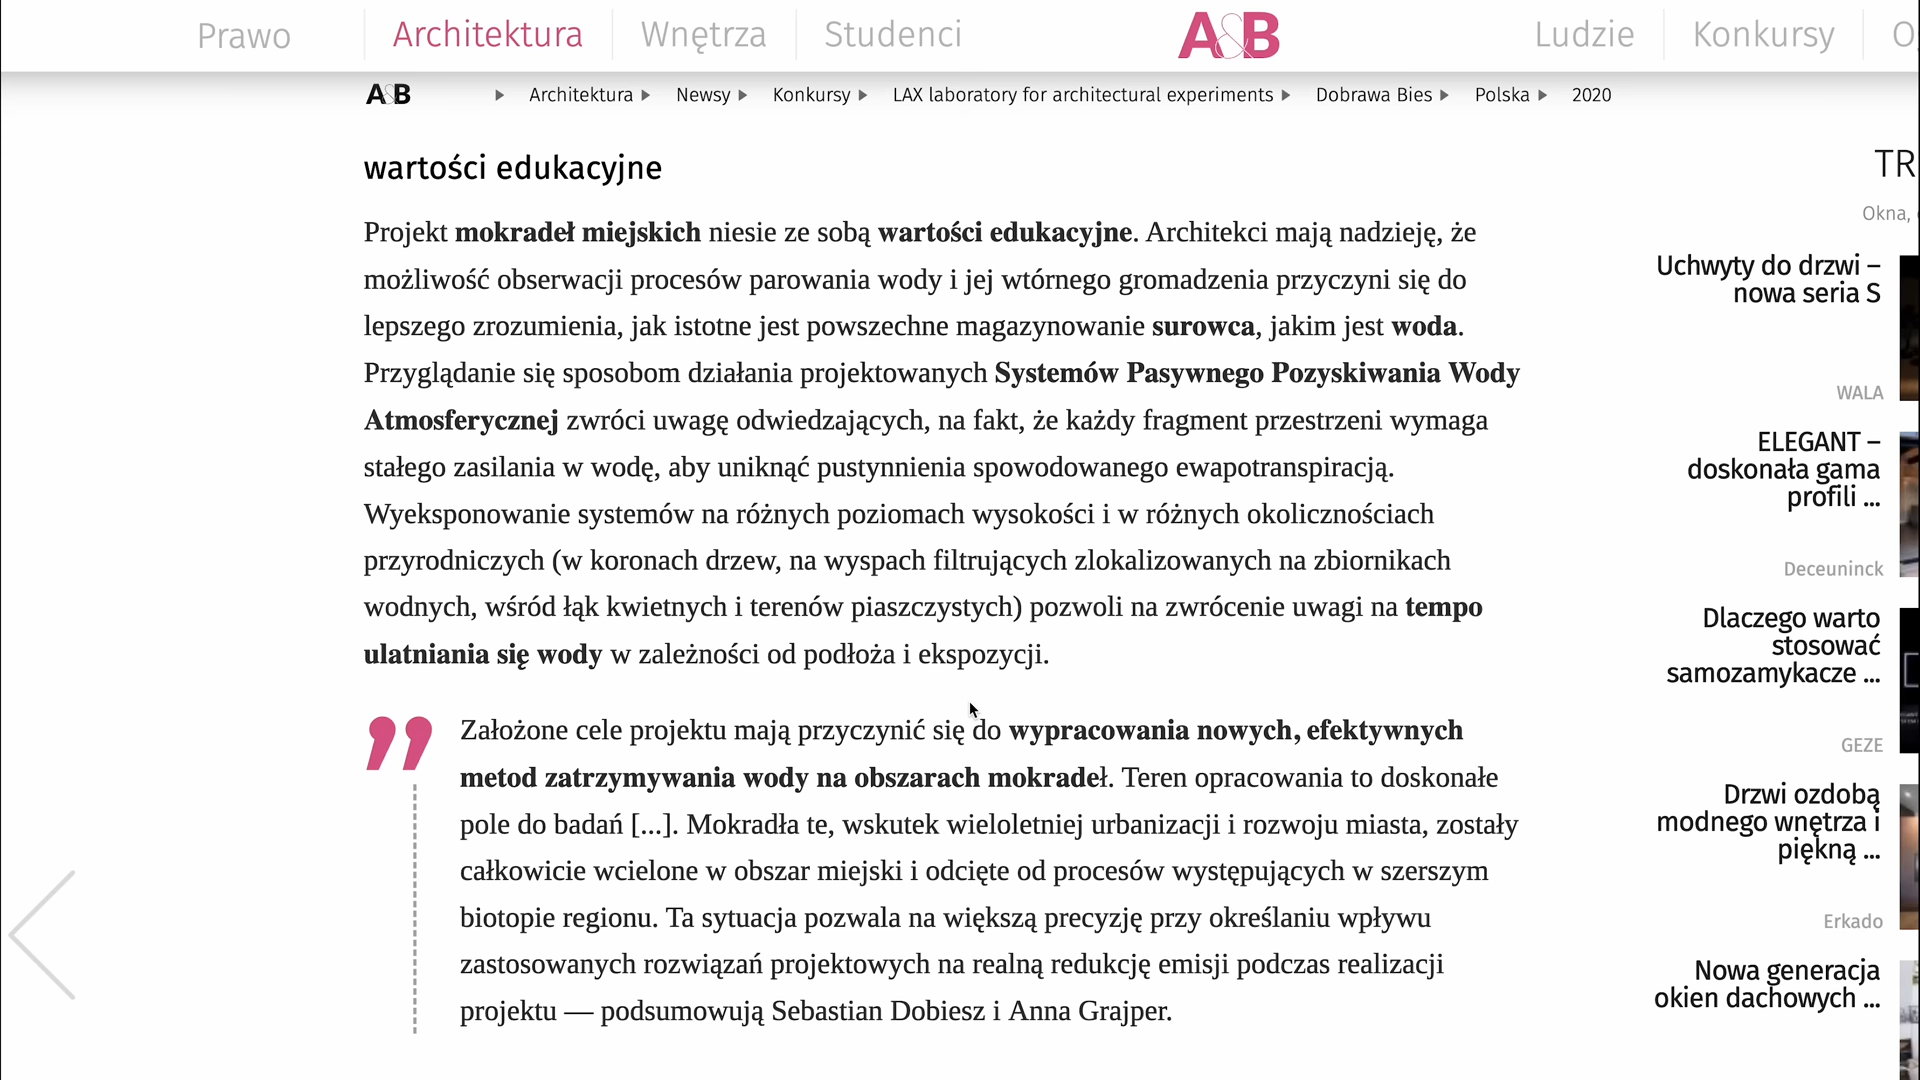 Prawo
Architektura
Wnętrza
Studenci
A&B
Ludzie
Konkursy
A&B
Architektura
Newsy
Konkursy
LAX laboratory for architectural experiments
Dobrawa Bies
Polska
2020
wartości edukacyjne
Projekt mokradeł miejskich niesie ze sobą wartości edukacyjne. Architekci mają nadzieję, że
możliwość obserwacji procesów parowania wody i jej wtórnego gromadzenia przyczyni się do
lepszego zrozumienia, jak istotne jest powszechne magazynowanie surowca, jakim jest woda.
Przyglądanie się sposobom działania projektowanych Systemów Pasywnego Pozyskiwania Wody
Atmosferycznej zwróci uwagę odwiedzających, na fakt, że każdy fragment przestrzeni wymaga
stałego zasilania w wodę, aby uniknąć pustynnienia spowodowanego ewapotranspiracją.
Wyeksponowanie systemów na różnych poziomach wysokości i w różnych okolicznościach
przyrodniczych (w koronach drzew, na wyspach filtrujących zlokalizowanych na zbiornikach
wodnych, wśród łąk kwietnych i terenów piaszczystych) pozwoli na zwrócenie uwagi na tempo
ulatniania się wody w zależności od podłoża i ekspozycji.
” Założone cele projektu mają przyczynić się do wypracowania nowych, efektywnych
metod zatrzymywania wody na obszarach mokradeł. Teren opracowania to doskonałe
pole do badań [...]. Mokradła te, wskutek wieloletniej urbanizacji i rozwoju miasta, zostały
całkowicie wcielone w obszar miejski i odcięte od procesów występujących w szerszym
biotopie regionu. Ta sytuacja pozwala na większą precyzję przy określaniu wpływu
zastosowanych rozwiązań projektowych na realną redukcję emisji podczas realizacji
projektu — podsumowują Sebastian Dobiesz i Anna Grajper.
TR
Okna,
Uchwyty do drzwi –
nowa seria S
WALA
ELEGANT –
doskonała gama
profili ...
Deceuninck
Dlaczego warto
stosować
samozamykacze ...
GEZE
Drzwi ozdobą
modnego wnętrza i
piękną ...
Erkado
Nowa generacja
okien dachowych ...